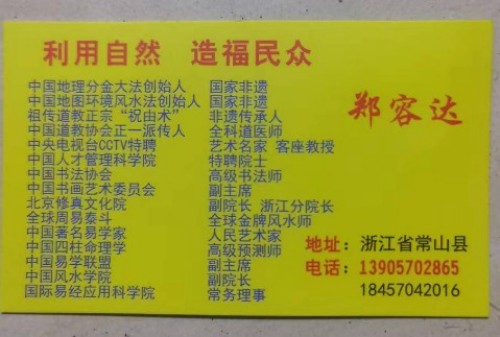 利用自然 造福民众
中国地理分金大法创始人 国家非遗
中国地图环境风水法创始人 国家非遗
祖传道教正宗“祝由术” 非遗传承人
中国道教协会正一派传人 全科道医师
中央电视台CCTV特聘 艺术名家 客座教授
中国人才管理科学院 特聘院士
中国书法协会 高级书法师
中国书画艺术委员会 副主席
北京修真文化院 副院长 浙江分院长
全球周易泰斗 全球金牌风水师
中国著名易学家 人民艺术家
中国四柱命理学 高级预测师
中国易学联盟 副主席
中国风水学院 副院长
国际易经应用科学院 常务理事
郑容达
地址：浙江省常山县
电话：13905702865
18457042016